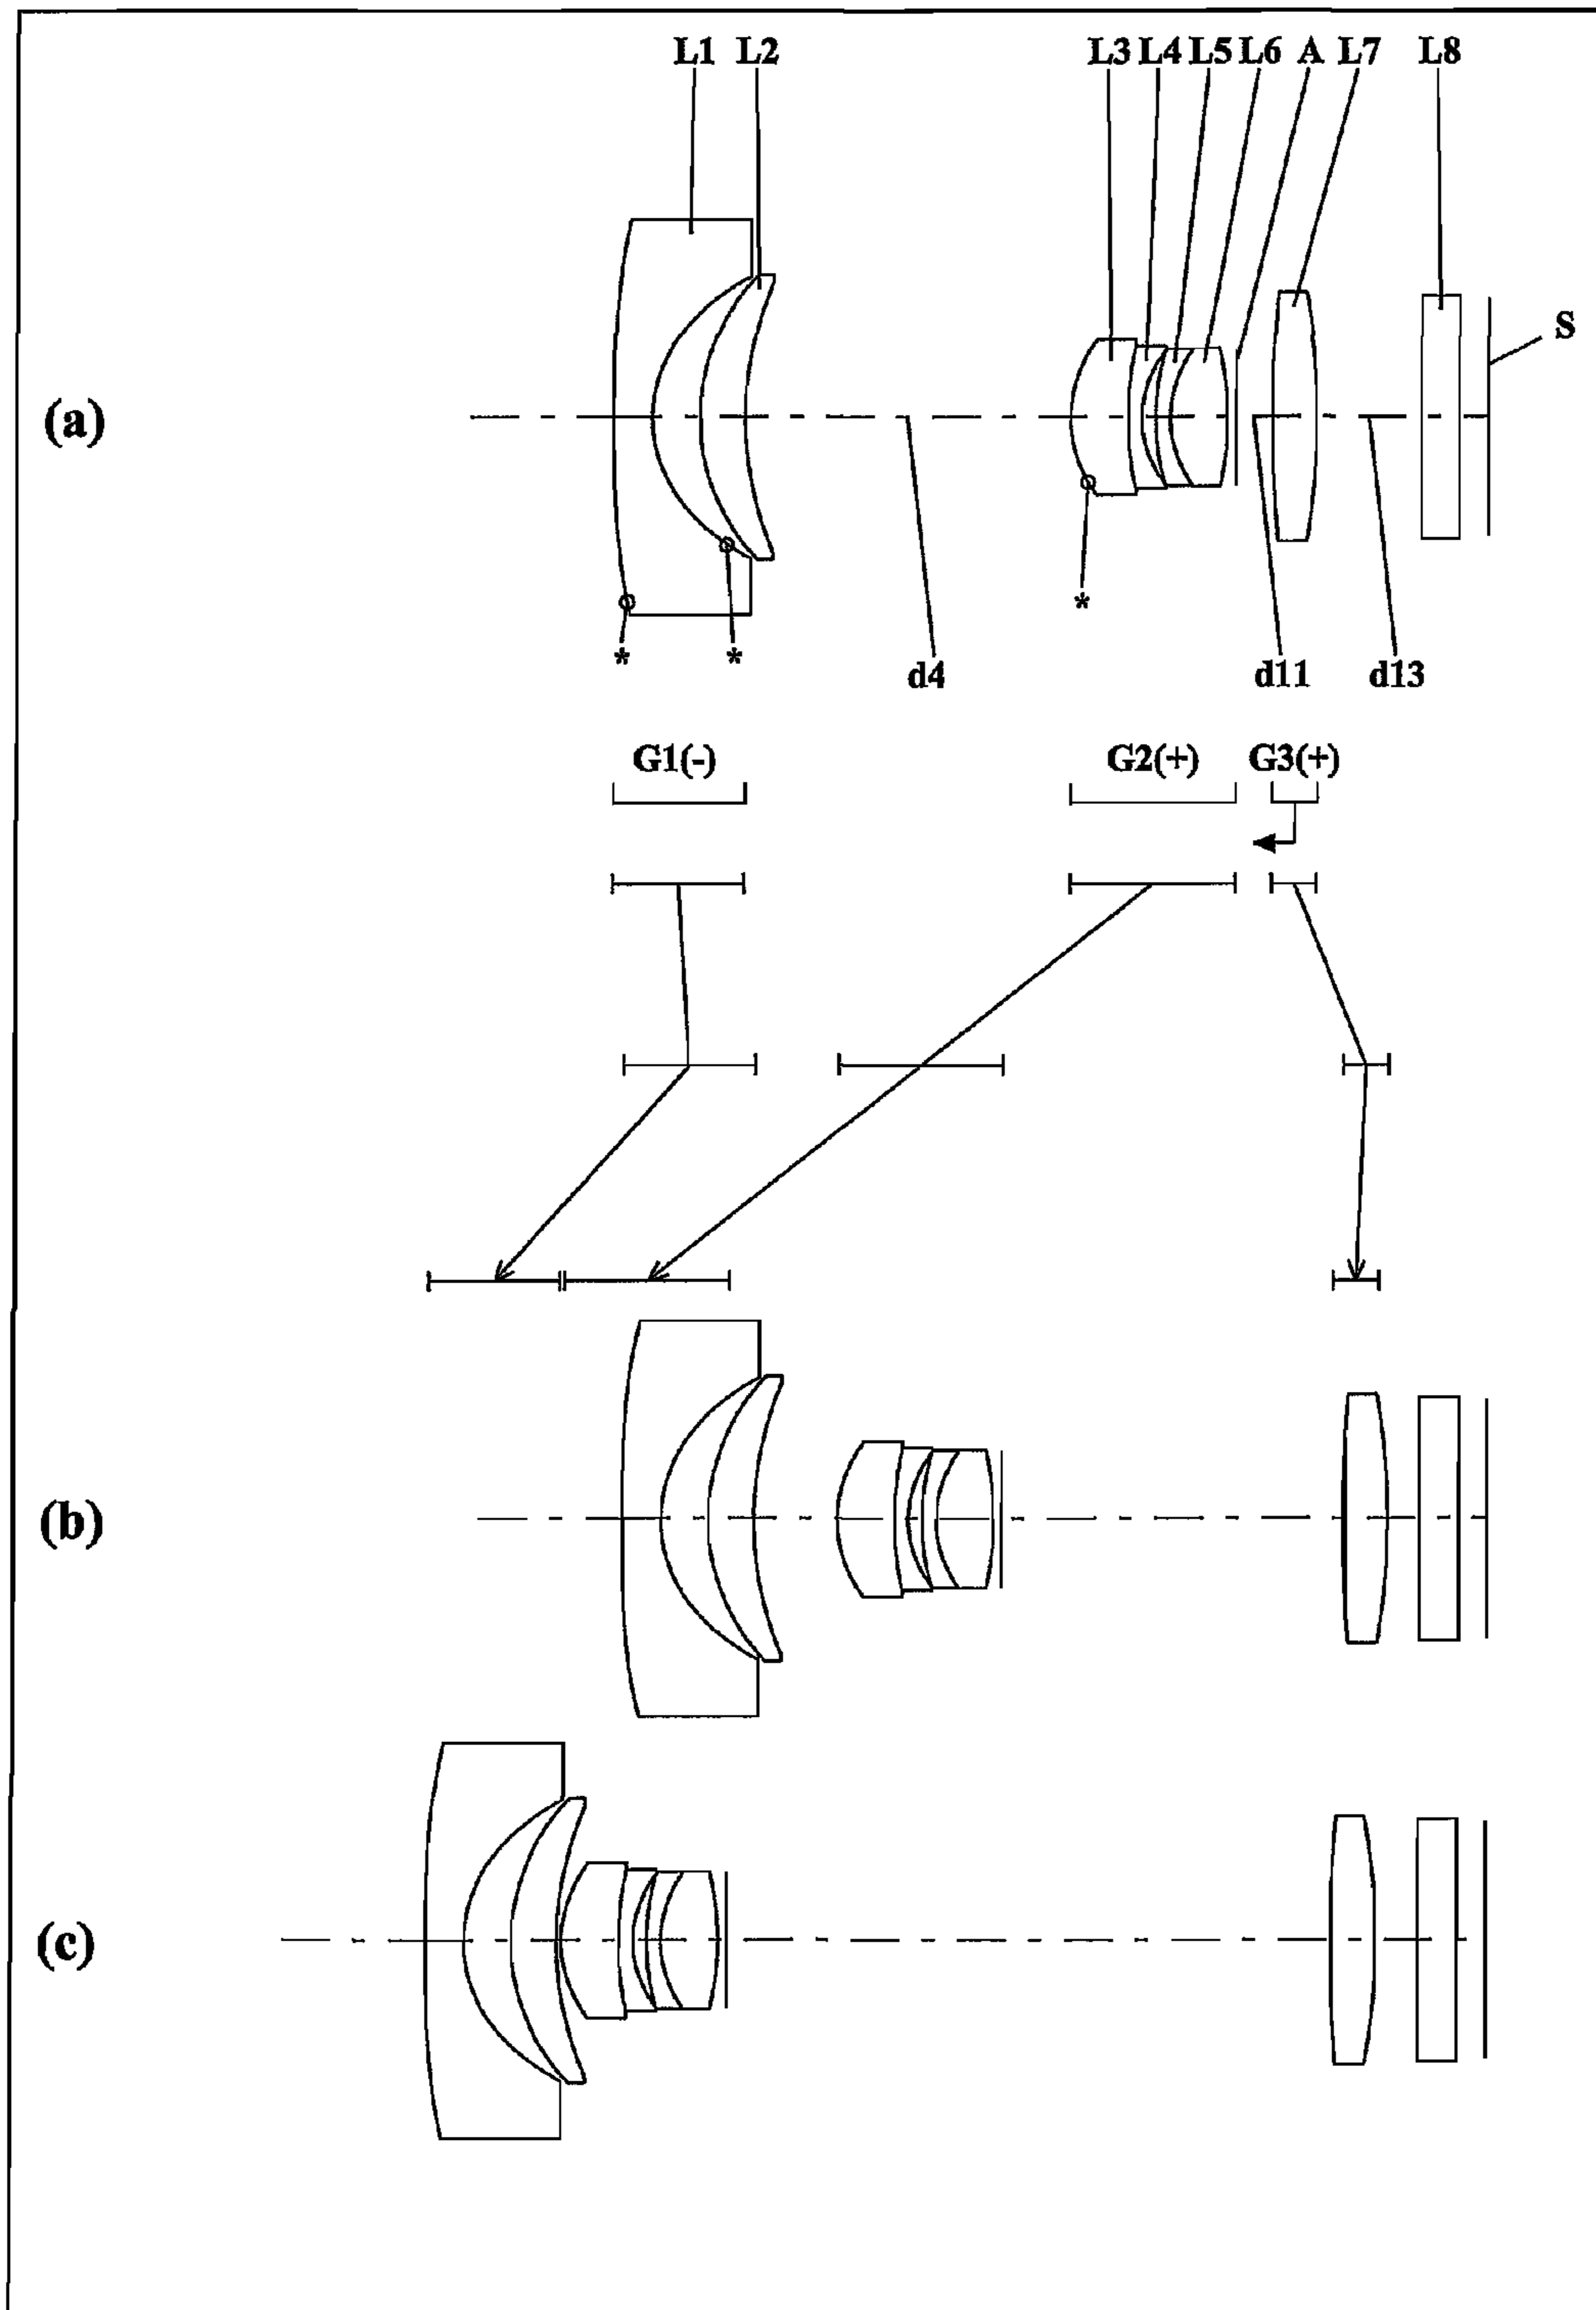 L1 L2 L3 L4 L5 L6 A L7 L8
S
(a)
*
* *
d4 d11 d13
G1(-) G2(+) G3(+)
(b)
(c)